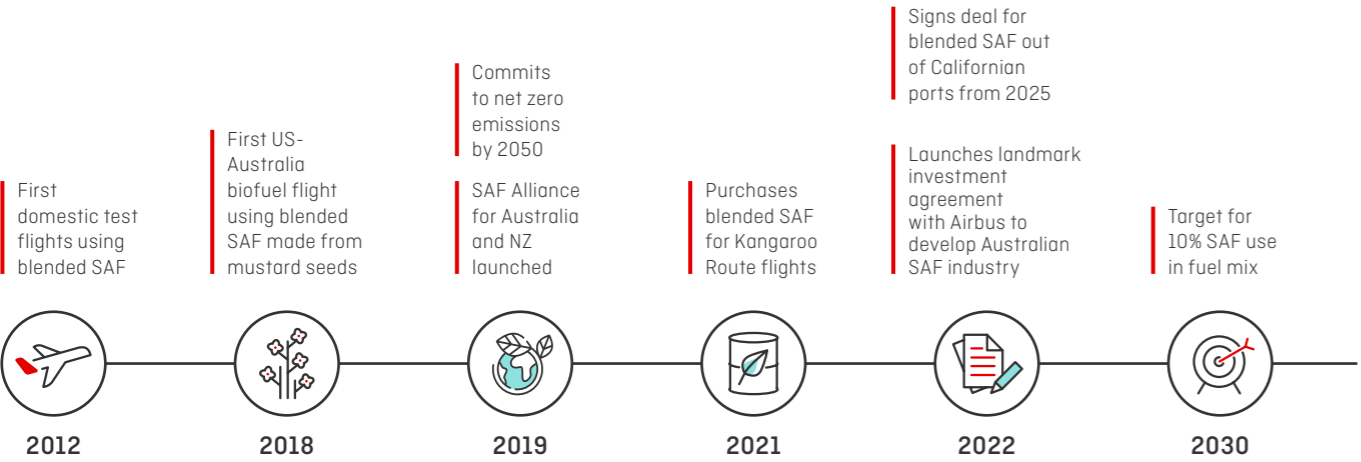 First
domestic test
flights using
blended SAF
First US-
Australia
biofuel flight
using blended
SAF made from
mustard seeds
Commits
to net zero
emissions
by 2050
SAF Alliance
for Australia
and NZ
launched
Purchases
blended SAF
for Kangaroo
Route flights
Signs deal for
blended SAF out
of Californian
ports from 2025
Launches landmark
investment
agreement
with Airbus to
develop Australian
SAF industry
Target for
10% SAF use
in fuel mix
2012
2018
2019
2021
2022
2030